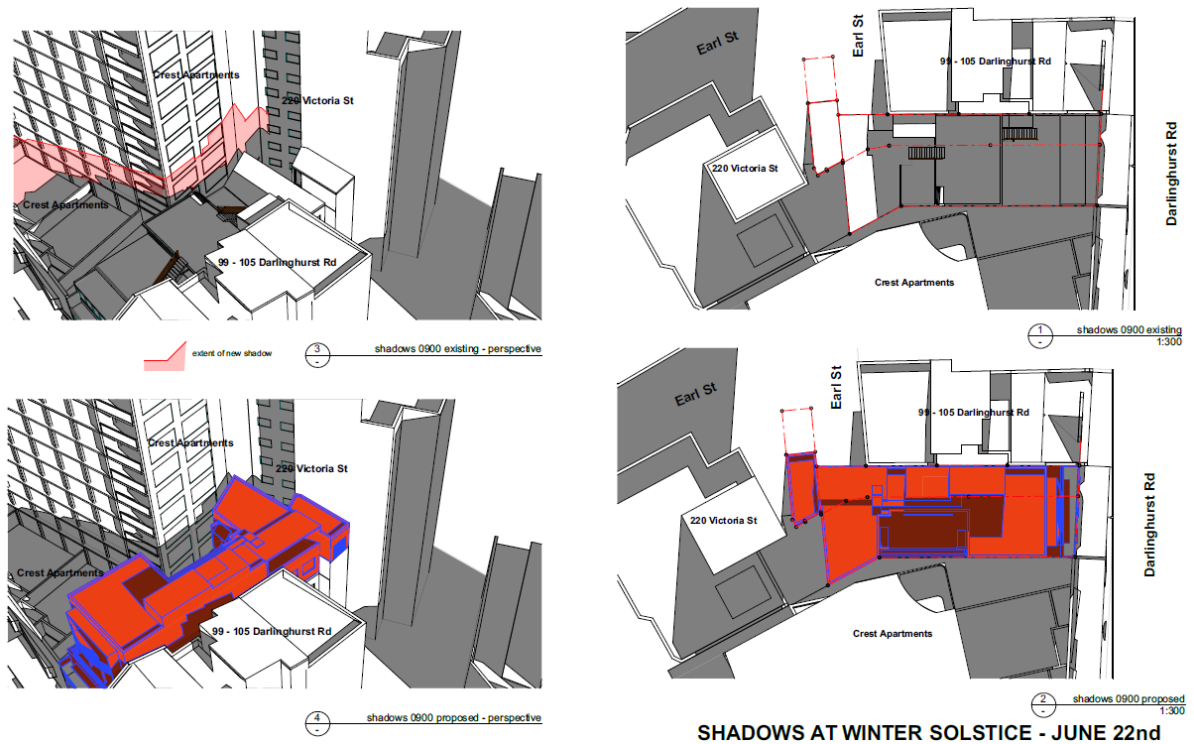 Crest Apartments
220 Victoria St
Crest Apartments
99 - 105 Darlinghurst Rd
extent of new shadow
3
-
shadows 0900 existing - perspective
Earl St
Earl St
99 - 105 Darlinghurst Rd
220 Victoria St
Darlinghurst Rd
Crest Apartments
1
-
shadows 0900 existing
1:300
Crest Apartments
220 Victoria St
Crest Apartments
99 - 105 Darlinghurst Rd
4
-
shadows 0900 proposed - perspective
Earl St
Earl St
99 - 105 Darlinghurst Rd
220 Victoria St
Darlinghurst Rd
Crest Apartments
2
-
shadows 0900 proposed
1:300
SHADOWS AT WINTER SOLSTICE - JUNE 22nd